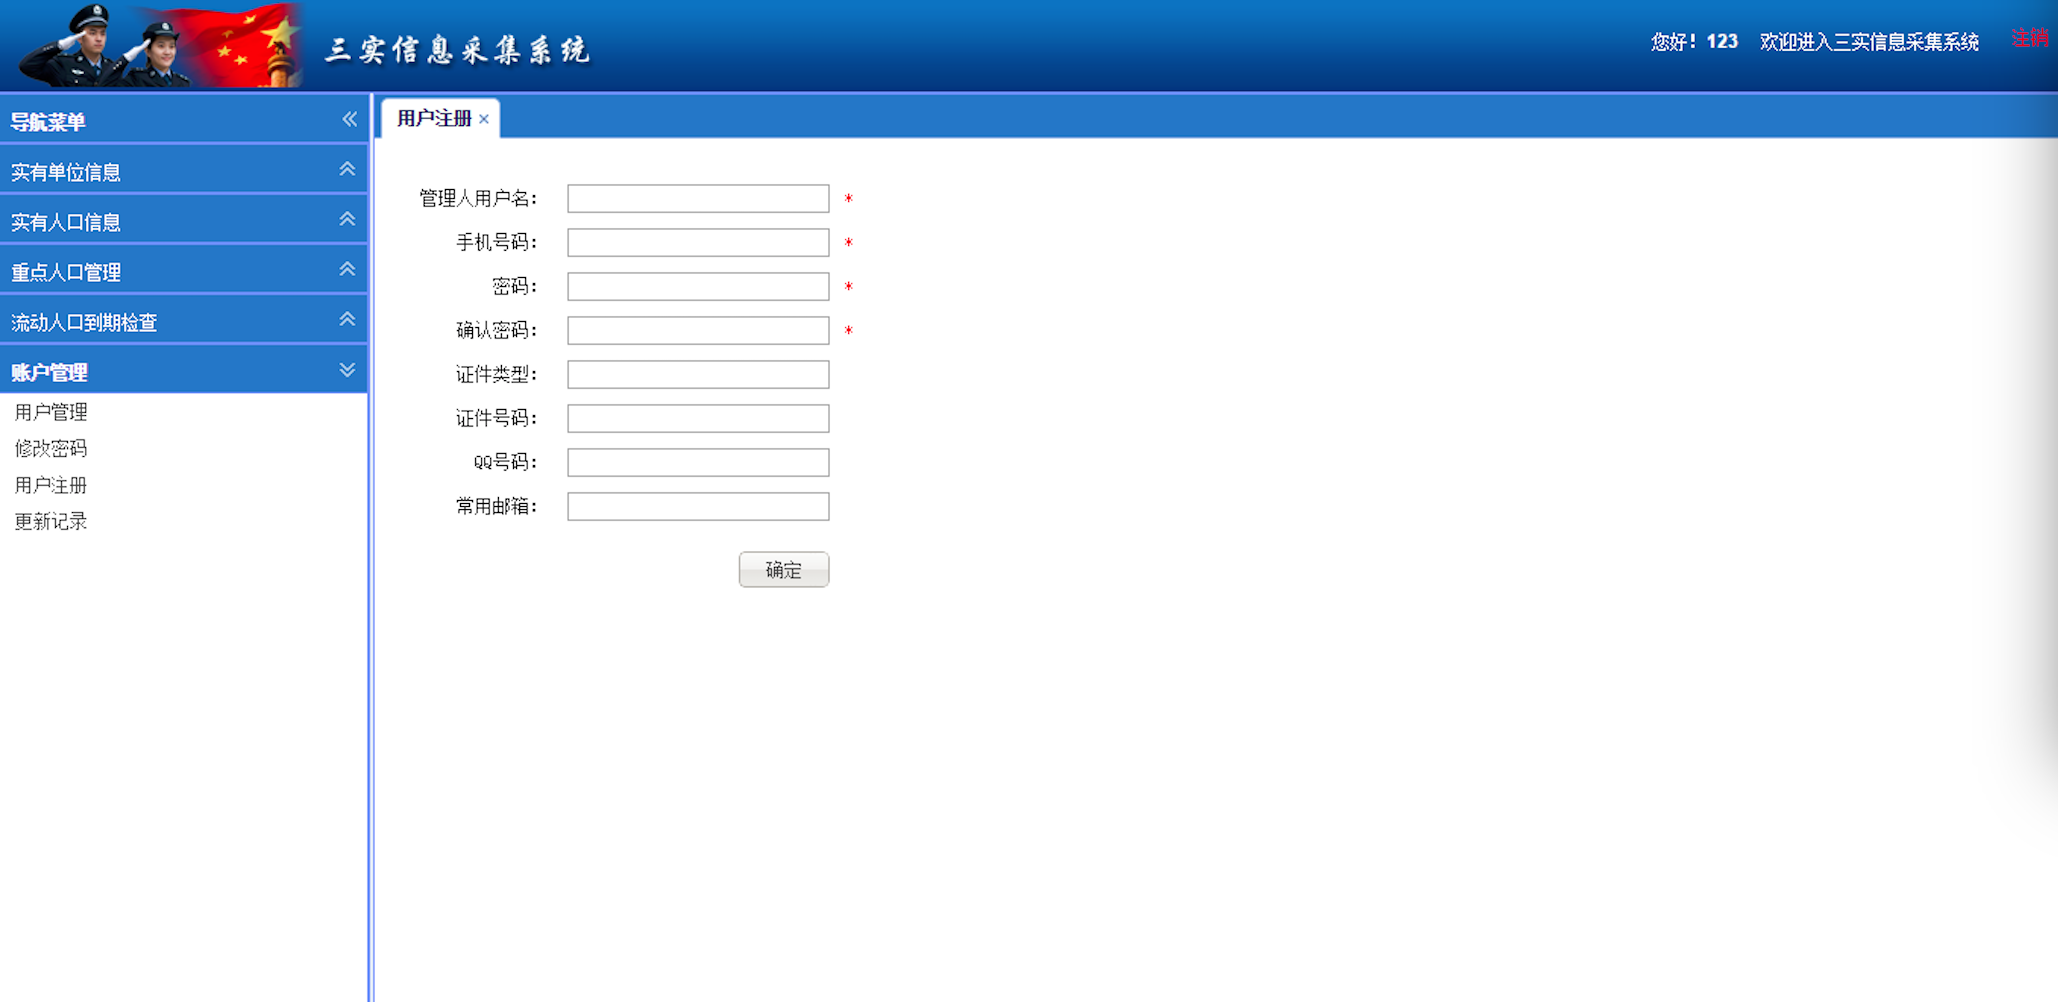 三实信息采集系统
您好！123 欢迎进入三实信息采集系统 注销
导航菜单
实有单位信息
实有人口信息
重点人口管理
流动人口到期检查
账户管理
用户管理
修改密码
用户注册
更新记录
用户注册
管理人用户名： *
手机号码： *
密码： *
确认密码： *
证件类型：
证件号码：
QQ号码：
常用邮箱：
确定